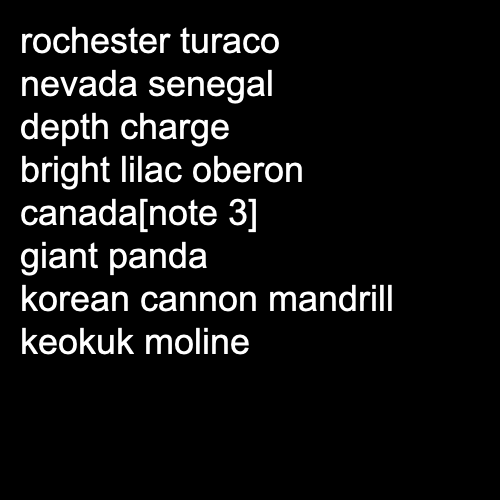 rochester turaco
nevada senegal
depth charge
bright lilac oberon
canada[note 3]
giant panda
korean cannon mandrill
keokuk moline